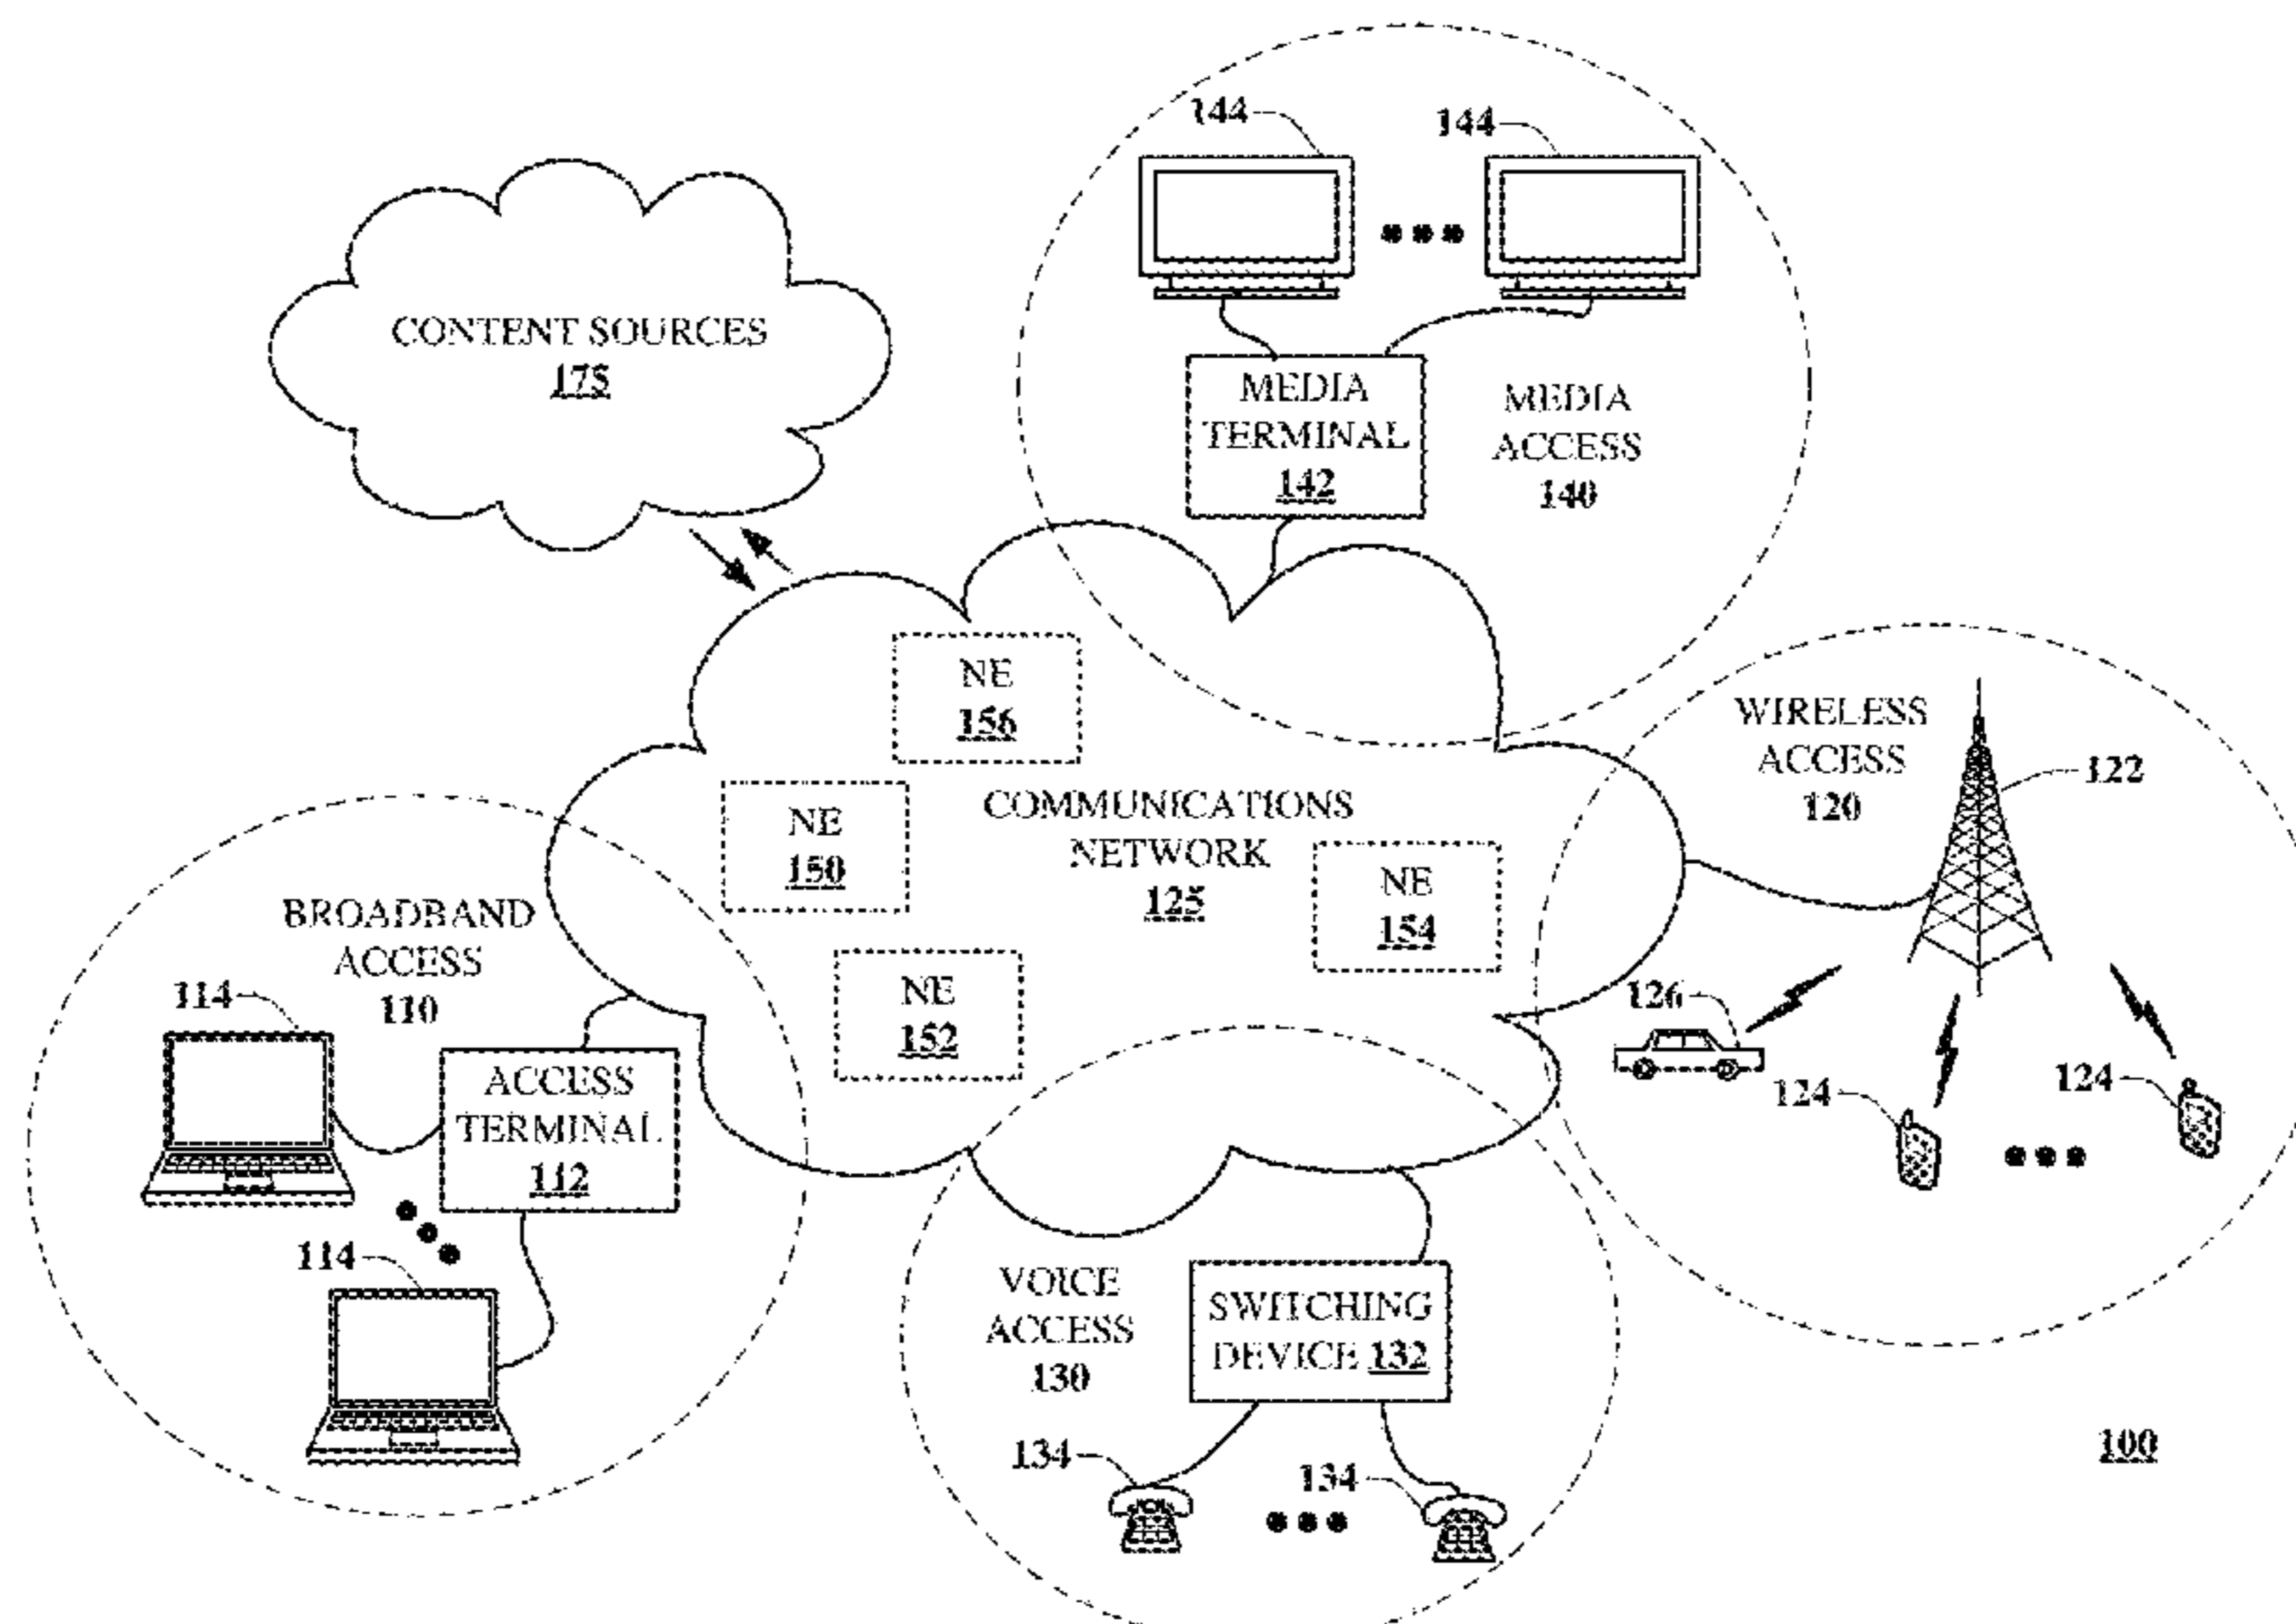 144
144
CONTENT SOURCES
175
MEDIA
TERMINAL
142
MEDIA
ACCESS
140
NE
156
WIRELESS
ACCESS
120
122
NE
150
COMMUNICATIONS
NETWORK
125
NE
154
BROADBAND
ACCESS
110
114
NE
152
126
ACCESS
TERMINAL
112
124
124
114
VOICE
ACCESS
130
SWITCHING
DEVICE 132
134
134
100